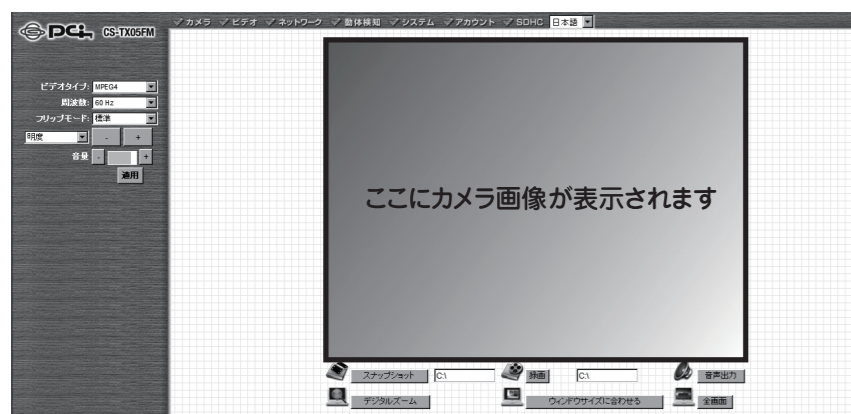 PCi CS-TX05FM
カメラ ビデオ ネットワーク 動体検知 システム アカウント SDHC 日本語
ビデオタイプ: MPEG4
周波数: 60 Hz
フリップモード: 標準
明度 - +
音量 - +
適用
ここにカメラ画像が表示されます
スナップショット C:\ 録画 C:\ 音声出力
デジタルズーム ウィンドウサイズに合わせる 全画面